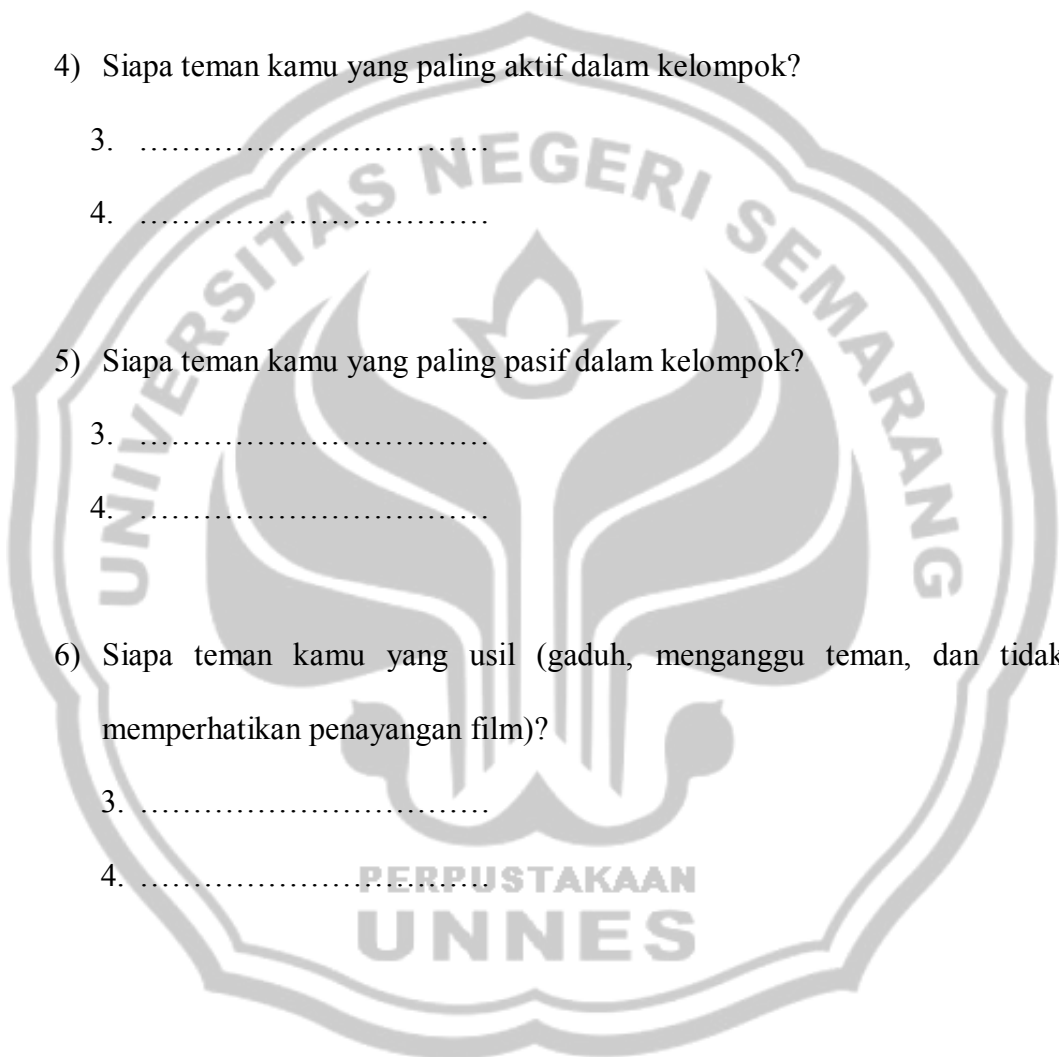 4) Siapa teman kamu yang paling aktif dalam kelompok?
3. ……………………………
4. ……………………………
5) Siapa teman kamu yang paling pasif dalam kelompok?
3. ……………………………
4. ……………………………
6) Siapa teman kamu yang usil (gaduh, menganggu teman, dan tidak
memperhatikan penayangan film)?
3. ……………………………
4. ……………………………
UNIVERSITAS NEGERI SEMARANG
PERPUSTAKAAN
UNNES